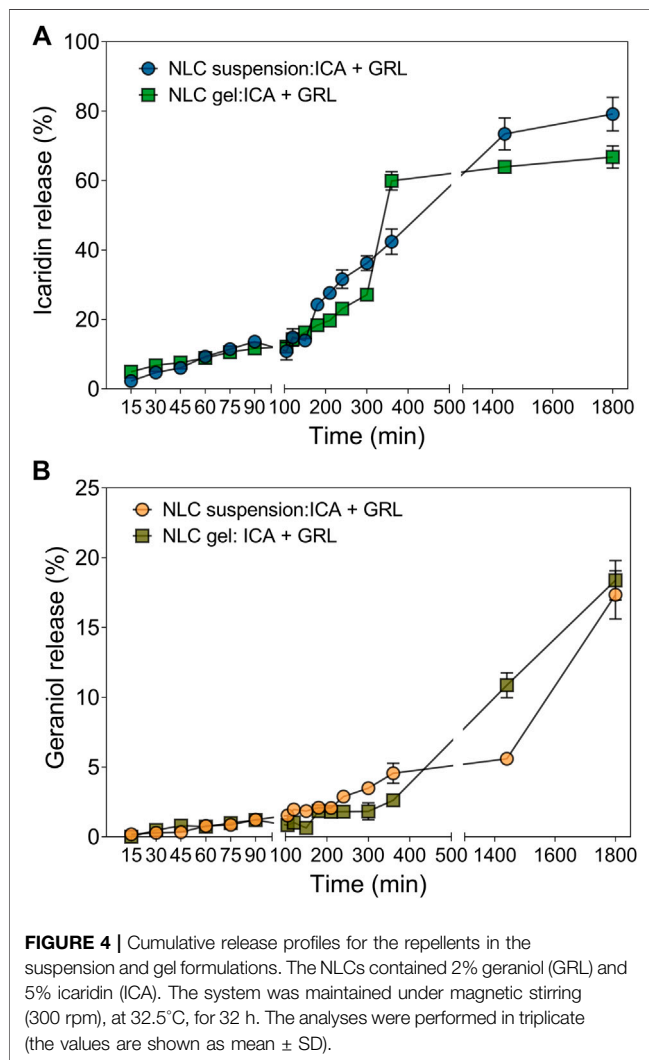 A
100
80
60
40
20
0
Icaridin release (%)
NLC suspension:ICA + GRL
NLC gel:ICA + GRL
15 30 45 60 75 90 100 200 300 400 500 1400 1600 1800
Time (min)
B
25
20
15
10
5
0
Geraniol release (%)
NLC suspension:ICA + GRL
NLC gel: ICA + GRL
15 30 45 60 75 90 100 200 300 400 500 1400 1600 1800
Time (min)
FIGURE 4 | Cumulative release profiles for the repellents in the
suspension and gel formulations. The NLCs contained 2% geraniol (GRL) and
5% icaridin (ICA). The system was maintained under magnetic stirring
(300 rpm), at 32.5°C, for 32 h. The analyses were performed in triplicate
(the values are shown as mean ± SD).